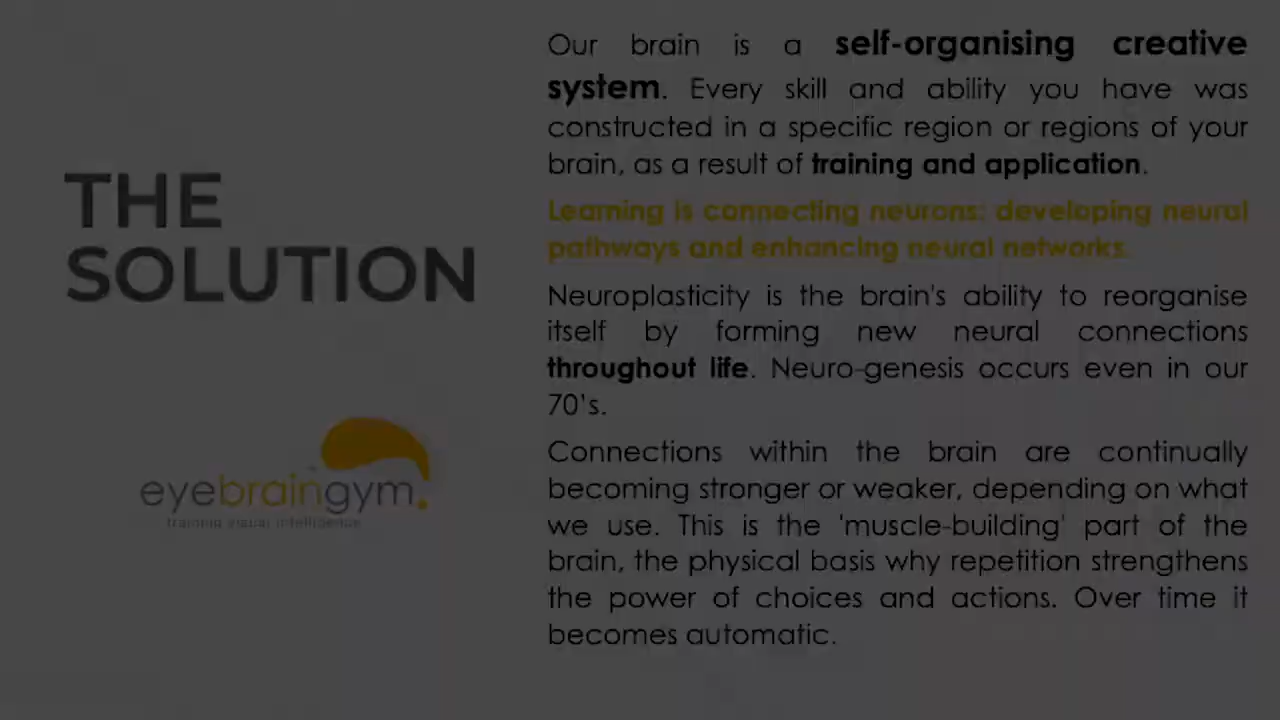 THE
SOLUTION
eyebraingym.
training visual intelligence
Our brain is a self-organising creative
system. Every skill and ability you have was
constructed in a specific region or regions of your
brain, as a result of training and application.
Learning is connecting neurons; developing neural
pathways and enhancing neural networks.
Neuroplasticity is the brain's ability to reorganise
itself by forming new neural connections
throughout life. Neuro-genesis occurs even in our
70's.
Connections within the brain are continually
becoming stronger or weaker, depending on what
we use. This is the 'muscle-building' part of the
brain, the physical basis why repetition strengthens
the power of choices and actions. Over time it
becomes automatic.